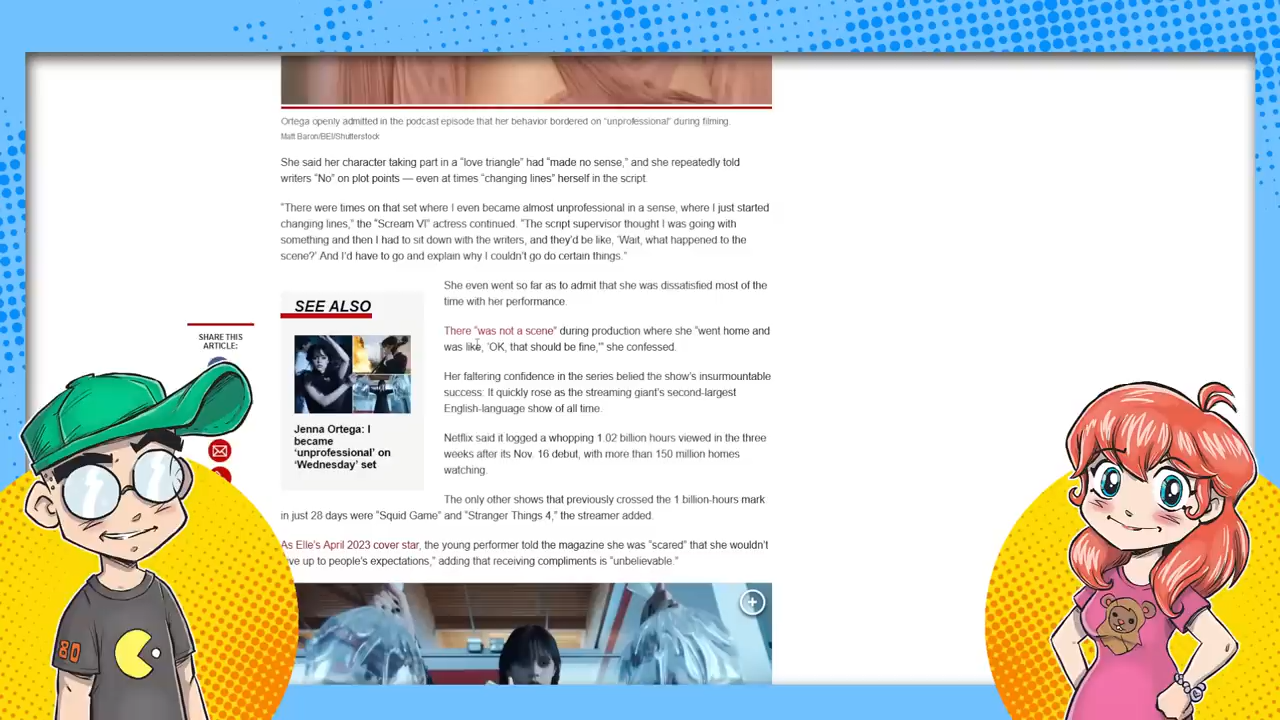 Ortega openly admitted in the podcast episode that her behavior bordered on "unprofessional" during filming.
Matt Baron/BEI/Shutterstock
She said her character taking part in a "love triangle" had "made no sense," and she repeatedly told
writers "No" on plot points — even at times "changing lines" herself in the script.
"There were times on that set where I even became almost unprofessional in a sense, where I just started
changing lines," the "Scream VI" actress continued. "The script supervisor thought I was going with
something and then I had to sit down with the writers, and they'd be like, 'Wait, what happened to the
scene?' And I'd have to go and explain why I couldn't go do certain things."
She even went so far as to admit that she was dissatisfied most of the
time with her performance.
There "was not a scene" during production where she "went home and
was like, 'OK, that should be fine,'" she confessed.
Her faltering confidence in the series belied the show's insurmountable
success: It quickly rose as the streaming giant's second-largest
English-language show of all time.
Netflix said it logged a whopping 1.02 billion hours viewed in the three
weeks after its Nov. 16 debut, with more than 150 million homes
watching.
The only other shows that previously crossed the 1 billion-hours mark
in just 28 days were "Squid Game" and "Stranger Things 4," the streamer added.
As Elle's April 2023 cover star, the young performer told the magazine she was "scared" that she wouldn't
up to people's expectations," adding that receiving compliments is "unbelievable."
SEE ALSO
Jenna Ortega: I
became
'unprofessional' on
'Wednesday' set
SHARE THIS
ARTICLE:
80